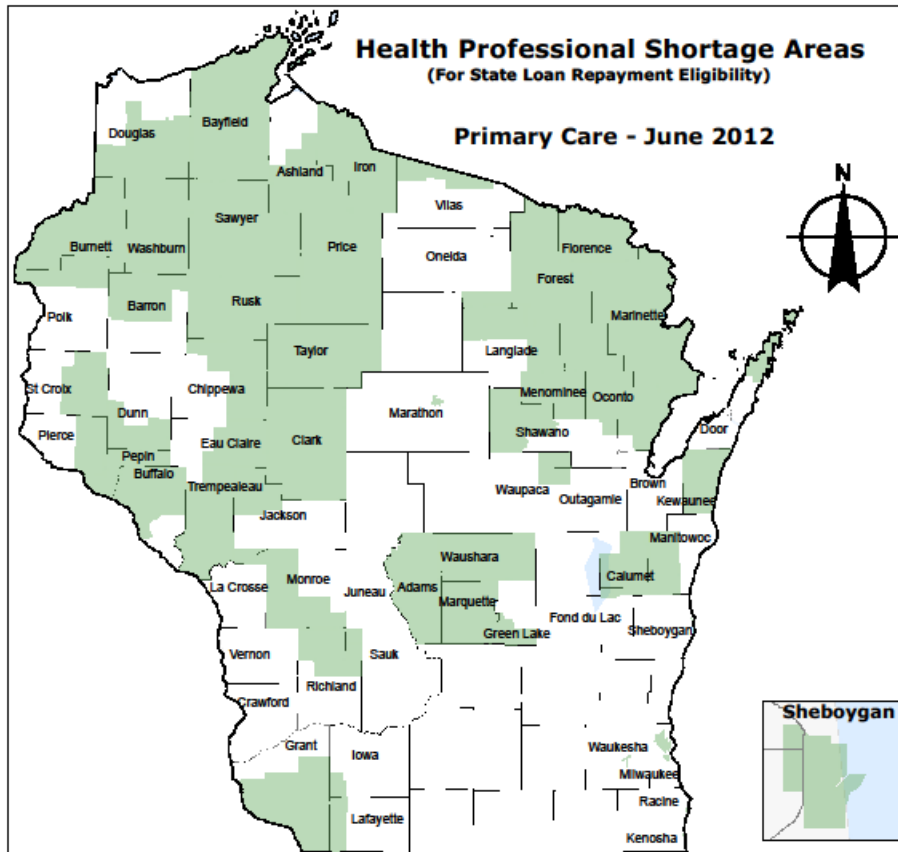 Health Professional Shortage Areas
(For State Loan Repayment Eligibility)
Primary Care - June 2012
N
Douglas
Bayfield
Ashland
Iron
Vilas
Sawyer
Burnett
Washburn
Price
Oneida
Florence
Forest
Barron
Rusk
Polk
Marinette
Taylor
Langlade
St Croix
Chippewa
Menominee
Oconto
Dunn
Marathon
Pierce
Eau Claire
Clark
Shawano
Door
Pepin
Buffalo
Trempealeau
Waupaca
Outagamie
Brown
Kewaunee
Jackson
Manitowoc
Waushara
La Crosse
Monroe
Juneau
Adams
Marquette
Calumet
Fond du Lac
Green Lake
Sheboygan
Vernon
Sauk
Richland
Crawford
Sheboygan
Grant
Iowa
Waukesha
Milwaukee
Racine
Lafayette
Kenosha